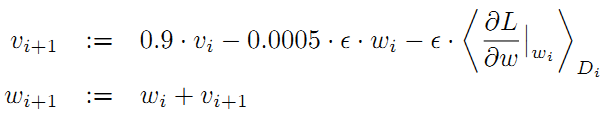 v_{i+1} := 0.9 · v_i − 0.0005 · ϵ · w_i − ϵ · ⟨ ∂L/∂w |_{w_i} ⟩_{D_i}
w_{i+1} := w_i + v_{i+1}